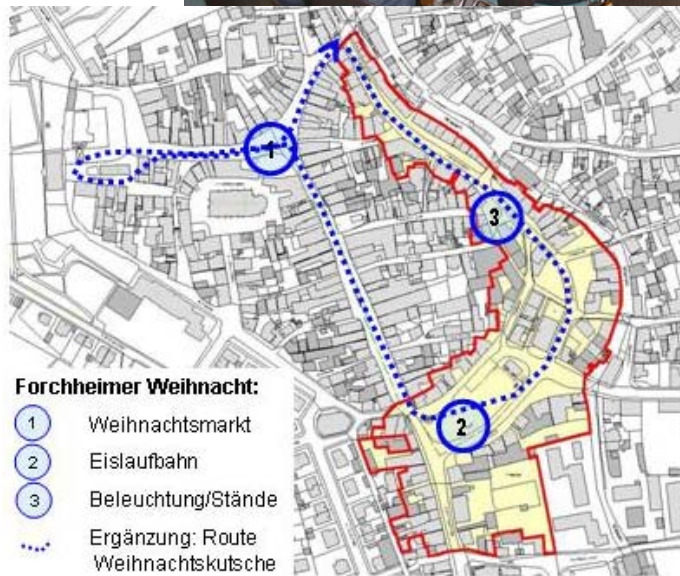 1
3
2
Forchheimer Weihnacht:
1 Weihnachtsmarkt
2 Eislaufbahn
3 Beleuchtung/Stände
Ergänzung: Route
Weihnachtskutsche